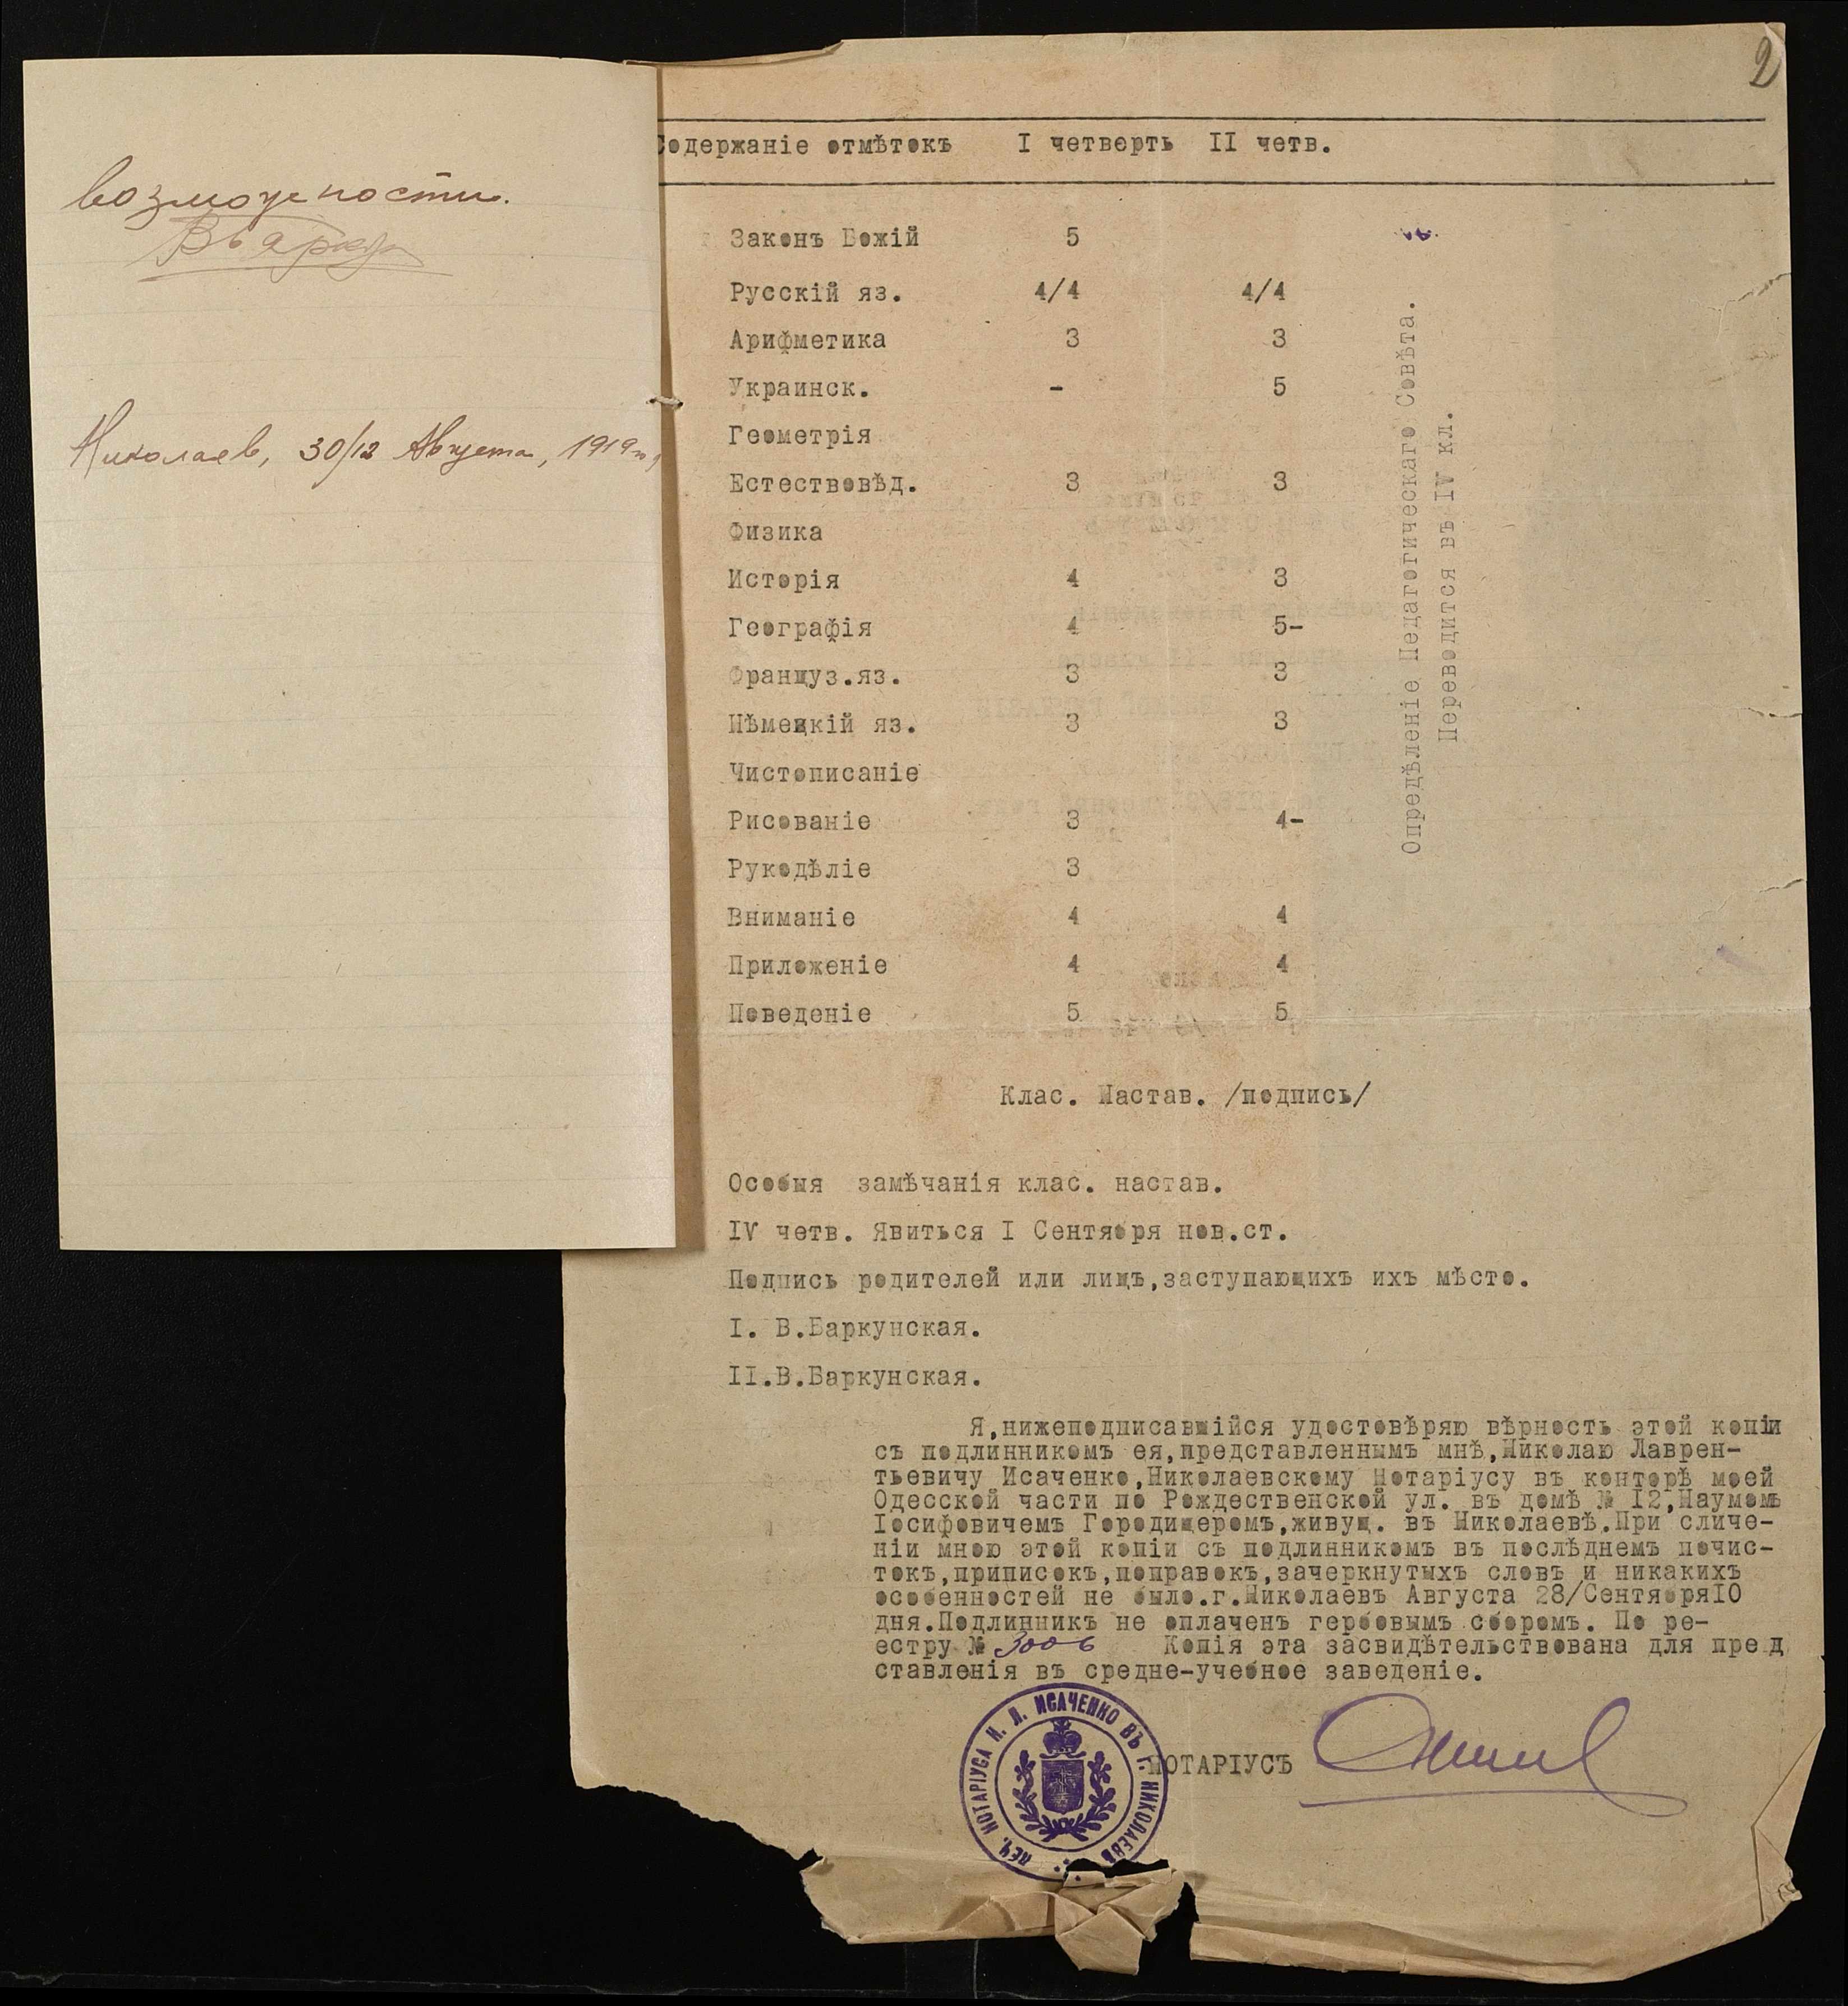 2
возможности.
Николаев, 30/12 Августа, 1919 г.,
Содержаніе отмѣтокъ I четверть II четв.
Законъ Божій 5
Русскій яз. 4/4 4/4
Арифметика 3 3
Украинск. - 5
Геометрія
Естествовѣд. 3 3
Физика
Исторія 4 3
Географія 4 5-
Француз.яз. 3 3
Нѣмецкій яз. 3 3
Чистописаніе
Рисованіе 3 4-
Рукодѣліе 3
Вниманіе 4 4
Приложеніе 4 4
Поведеніе 5 5
Опредѣленіе Педагогическаго Совѣта.
Переводится въ IV кл.
Клас. Настав. /подпись/
Особыя замѣчанія клас. настав.
IV четв. Явиться I Сентября нов.ст.
Подпись родителей или лицъ,заступающихъ ихъ мѣсто.
I. В.Баркунская.
II.В.Баркунская.
Я,нижеподписавшійся удостовѣряю вѣрность этой копіи
съ подлинникомъ ея,представленнымъ мнѣ,Николаю Лаврен-
тьевичу Исаченко,Николаевскому Нотаріусу въ конторѣ моей
Одесской части по Рождественской ул. въ домѣ № I2,Наумомъ
Іосифовичемъ Городищеромъ,живущ. въ Николаевѣ.При сличе-
ніи мною этой копіи съ подлинникомъ въ послѣднемъ почис-
токъ,приписокъ,поправокъ,зачеркнутыхъ словъ и никакихъ
особенностей не было.г.Николаевъ Августа 28/СентябряI0
дня.Подлинникъ не оплаченъ гербовымъ сборомъ. По ре-
естру № 3006 Копія эта засвидѣтельствована для пред
ставленія въ средне-учебное заведеніе.
НОТАРІУСЪ
ПЕЧ. НОТАРІУСА Н. Л. ИСАЧЕНКО ВЪ Г. НИКОЛАЕВѢ